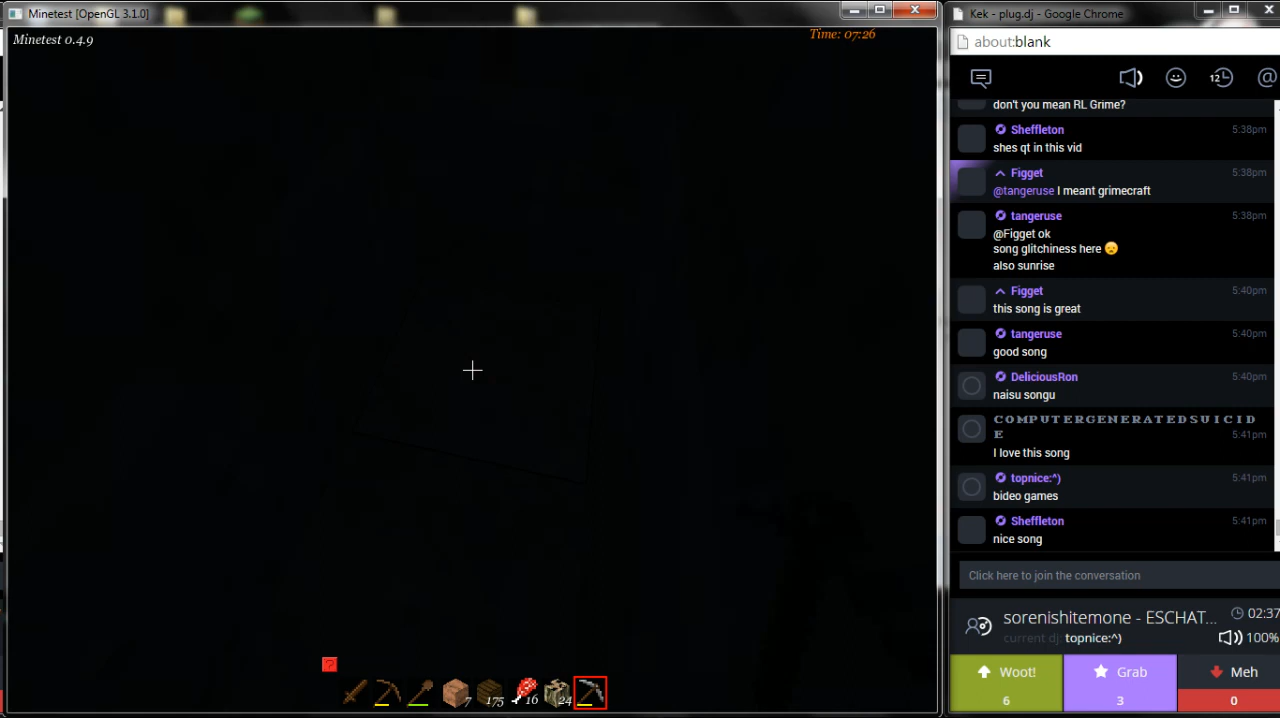 Minetest [OpenGL 3.1.0]
Minetest 0.4.9
Time: 07:26
?
7
175
16
24
Kek - plug.dj - Google Chrome
about:blank
12
@
don't you mean RL Grime?
Sheffleton 5:38pm
shes qt in this vid
Figget 5:38pm
@tangeruse I meant grimecraft
tangeruse 5:38pm
@Figget ok
song glitchiness here
also sunrise
Figget 5:40pm
this song is great
tangeruse 5:40pm
good song
DeliciousRon 5:40pm
naisu songu
C O M P U T E R G E N E R A T E D S U I C I D
E 5:41pm
I love this song
topnice:^) 5:41pm
bideo games
Sheffleton 5:41pm
nice song
Click here to join the conversation
sorenishitemone - ESCHAT... 02:37
current dj: topnice:^) 100%
Woot! Grab Meh
6 3 0